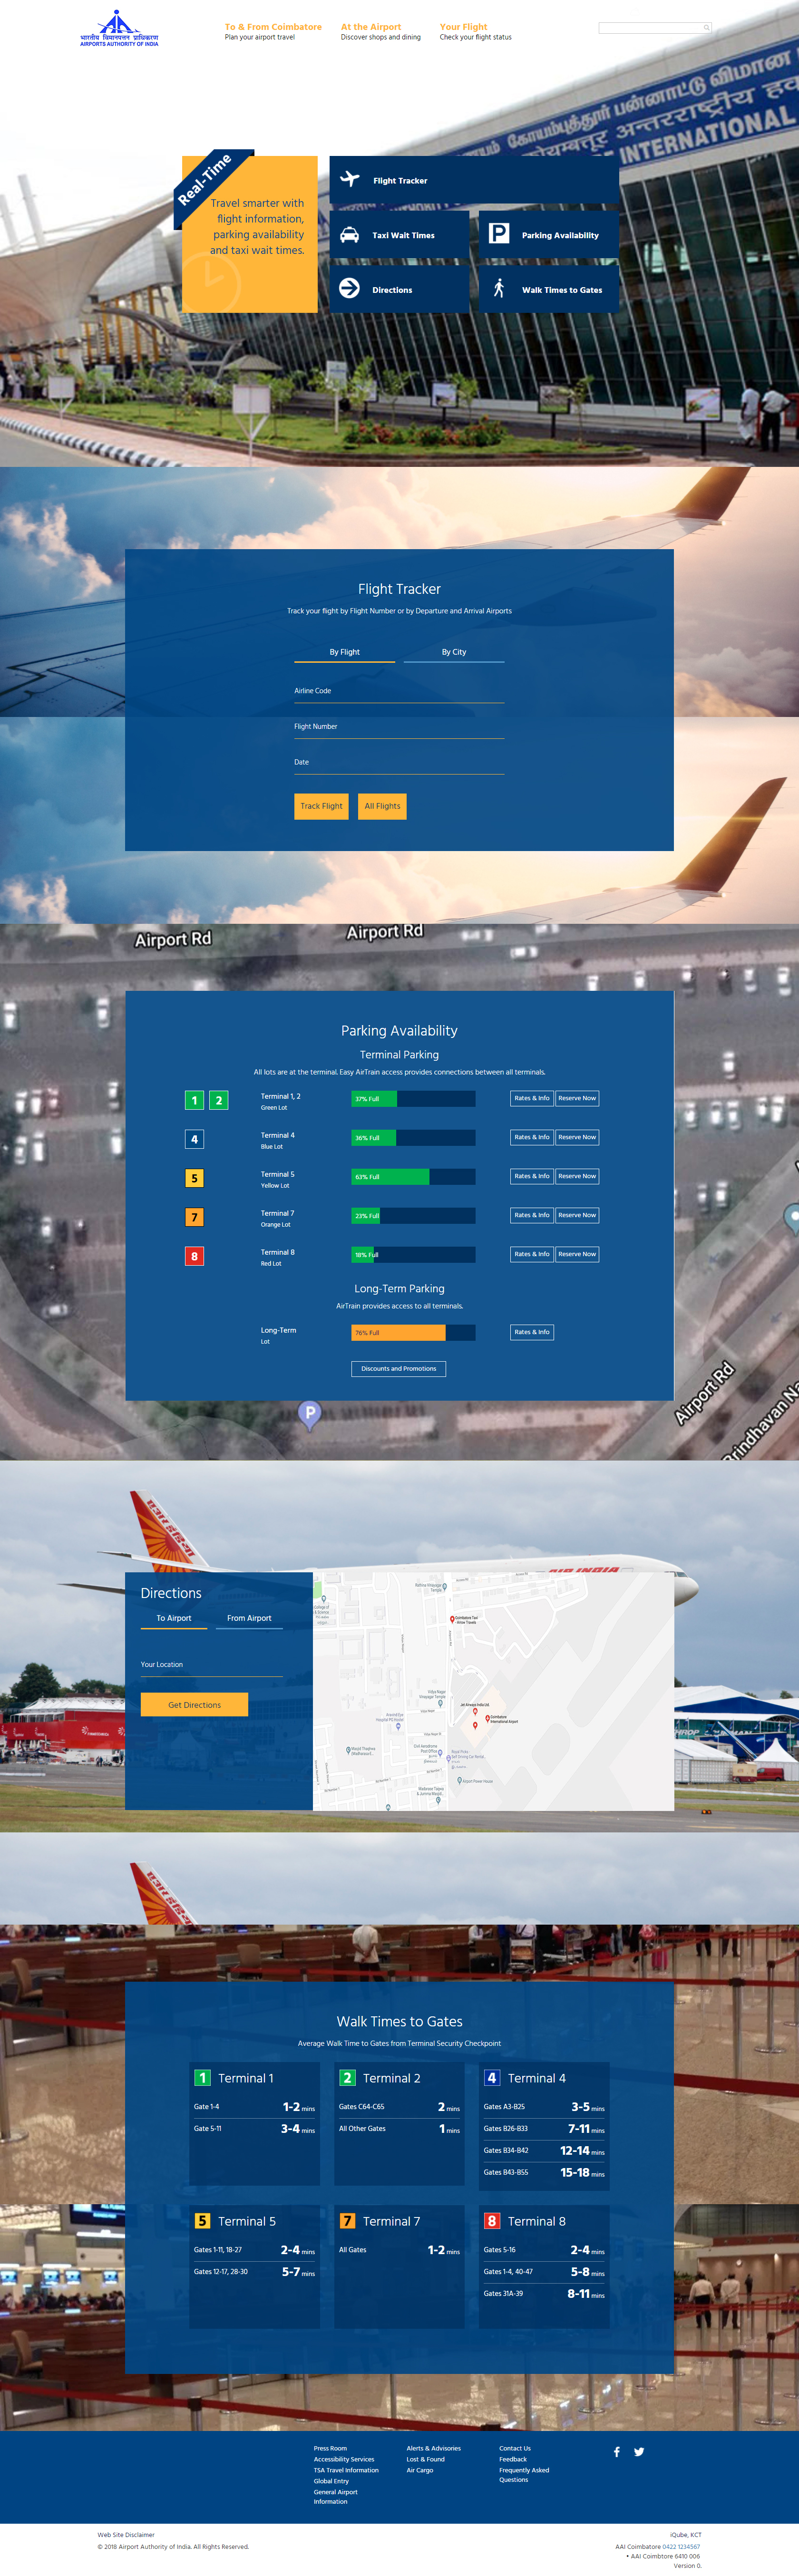 भारतीय विमानपत्तन प्राधिकरण
AIRPORTS AUTHORITY OF INDIA
To & From Coimbatore
Plan your airport travel
At the Airport
Discover shops and dining
Your Flight
Check your flight status
INTERNATIONAL
Real-Time
Travel smarter with
flight information,
parking availability
and taxi wait times.
Flight Tracker
Taxi Wait Times
Parking Availability
Directions
Walk Times to Gates
Flight Tracker
Track your flight by Flight Number or by Departure and Arrival Airports
By Flight
By City
Airline Code
Flight Number
Date
Track Flight
All Flights
Airport Rd
Airport Rd
Parking Availability
Terminal Parking
All lots are at the terminal. Easy AirTrain access provides connections between all terminals.
1 2 Terminal 1, 2 37% Full Rates & Info Reserve Now
Green Lot
4 Terminal 4 36% Full Rates & Info Reserve Now
Blue Lot
5 Terminal 5 63% Full Rates & Info Reserve Now
Yellow Lot
7 Terminal 7 23% Full Rates & Info Reserve Now
Orange Lot
8 Terminal 8 18% Full Rates & Info Reserve Now
Red Lot
Long-Term Parking
AirTrain provides access to all terminals.
Long-Term 76% Full Rates & Info
Lot
Discounts and Promotions
P
Airport Rd
AIR INDIA
Directions
To Airport
From Airport
Your Location
Get Directions
Walk Times to Gates
Average Walk Time to Gates from Terminal Security Checkpoint
1 Terminal 1
Gate 1-4 1-2 mins
Gate 5-11 3-4 mins
2 Terminal 2
Gates C64-C65 2 mins
All Other Gates 1 mins
4 Terminal 4
Gates A3-B25 3-5 mins
Gates B26-B33 7-11 mins
Gates B34-B42 12-14 mins
Gates B43-B55 15-18 mins
5 Terminal 5
Gates 1-11, 18-27 2-4 mins
Gates 12-17, 28-30 5-7 mins
7 Terminal 7
All Gates 1-2 mins
8 Terminal 8
Gates 5-16 2-4 mins
Gates 1-4, 40-47 5-8 mins
Gates 31A-39 8-11 mins
Press Room
Accessibility Services
TSA Travel Information
Global Entry
General Airport
Information
Alerts & Advisories
Lost & Found
Air Cargo
Contact Us
Feedback
Frequently Asked
Questions
Web Site Disclaimer
© 2018 Airport Authority of India. All Rights Reserved.
iQube, KCT
AAI Coimbatore 0422 1234567
• AAI Coimbtore 6410 006
Version 0.